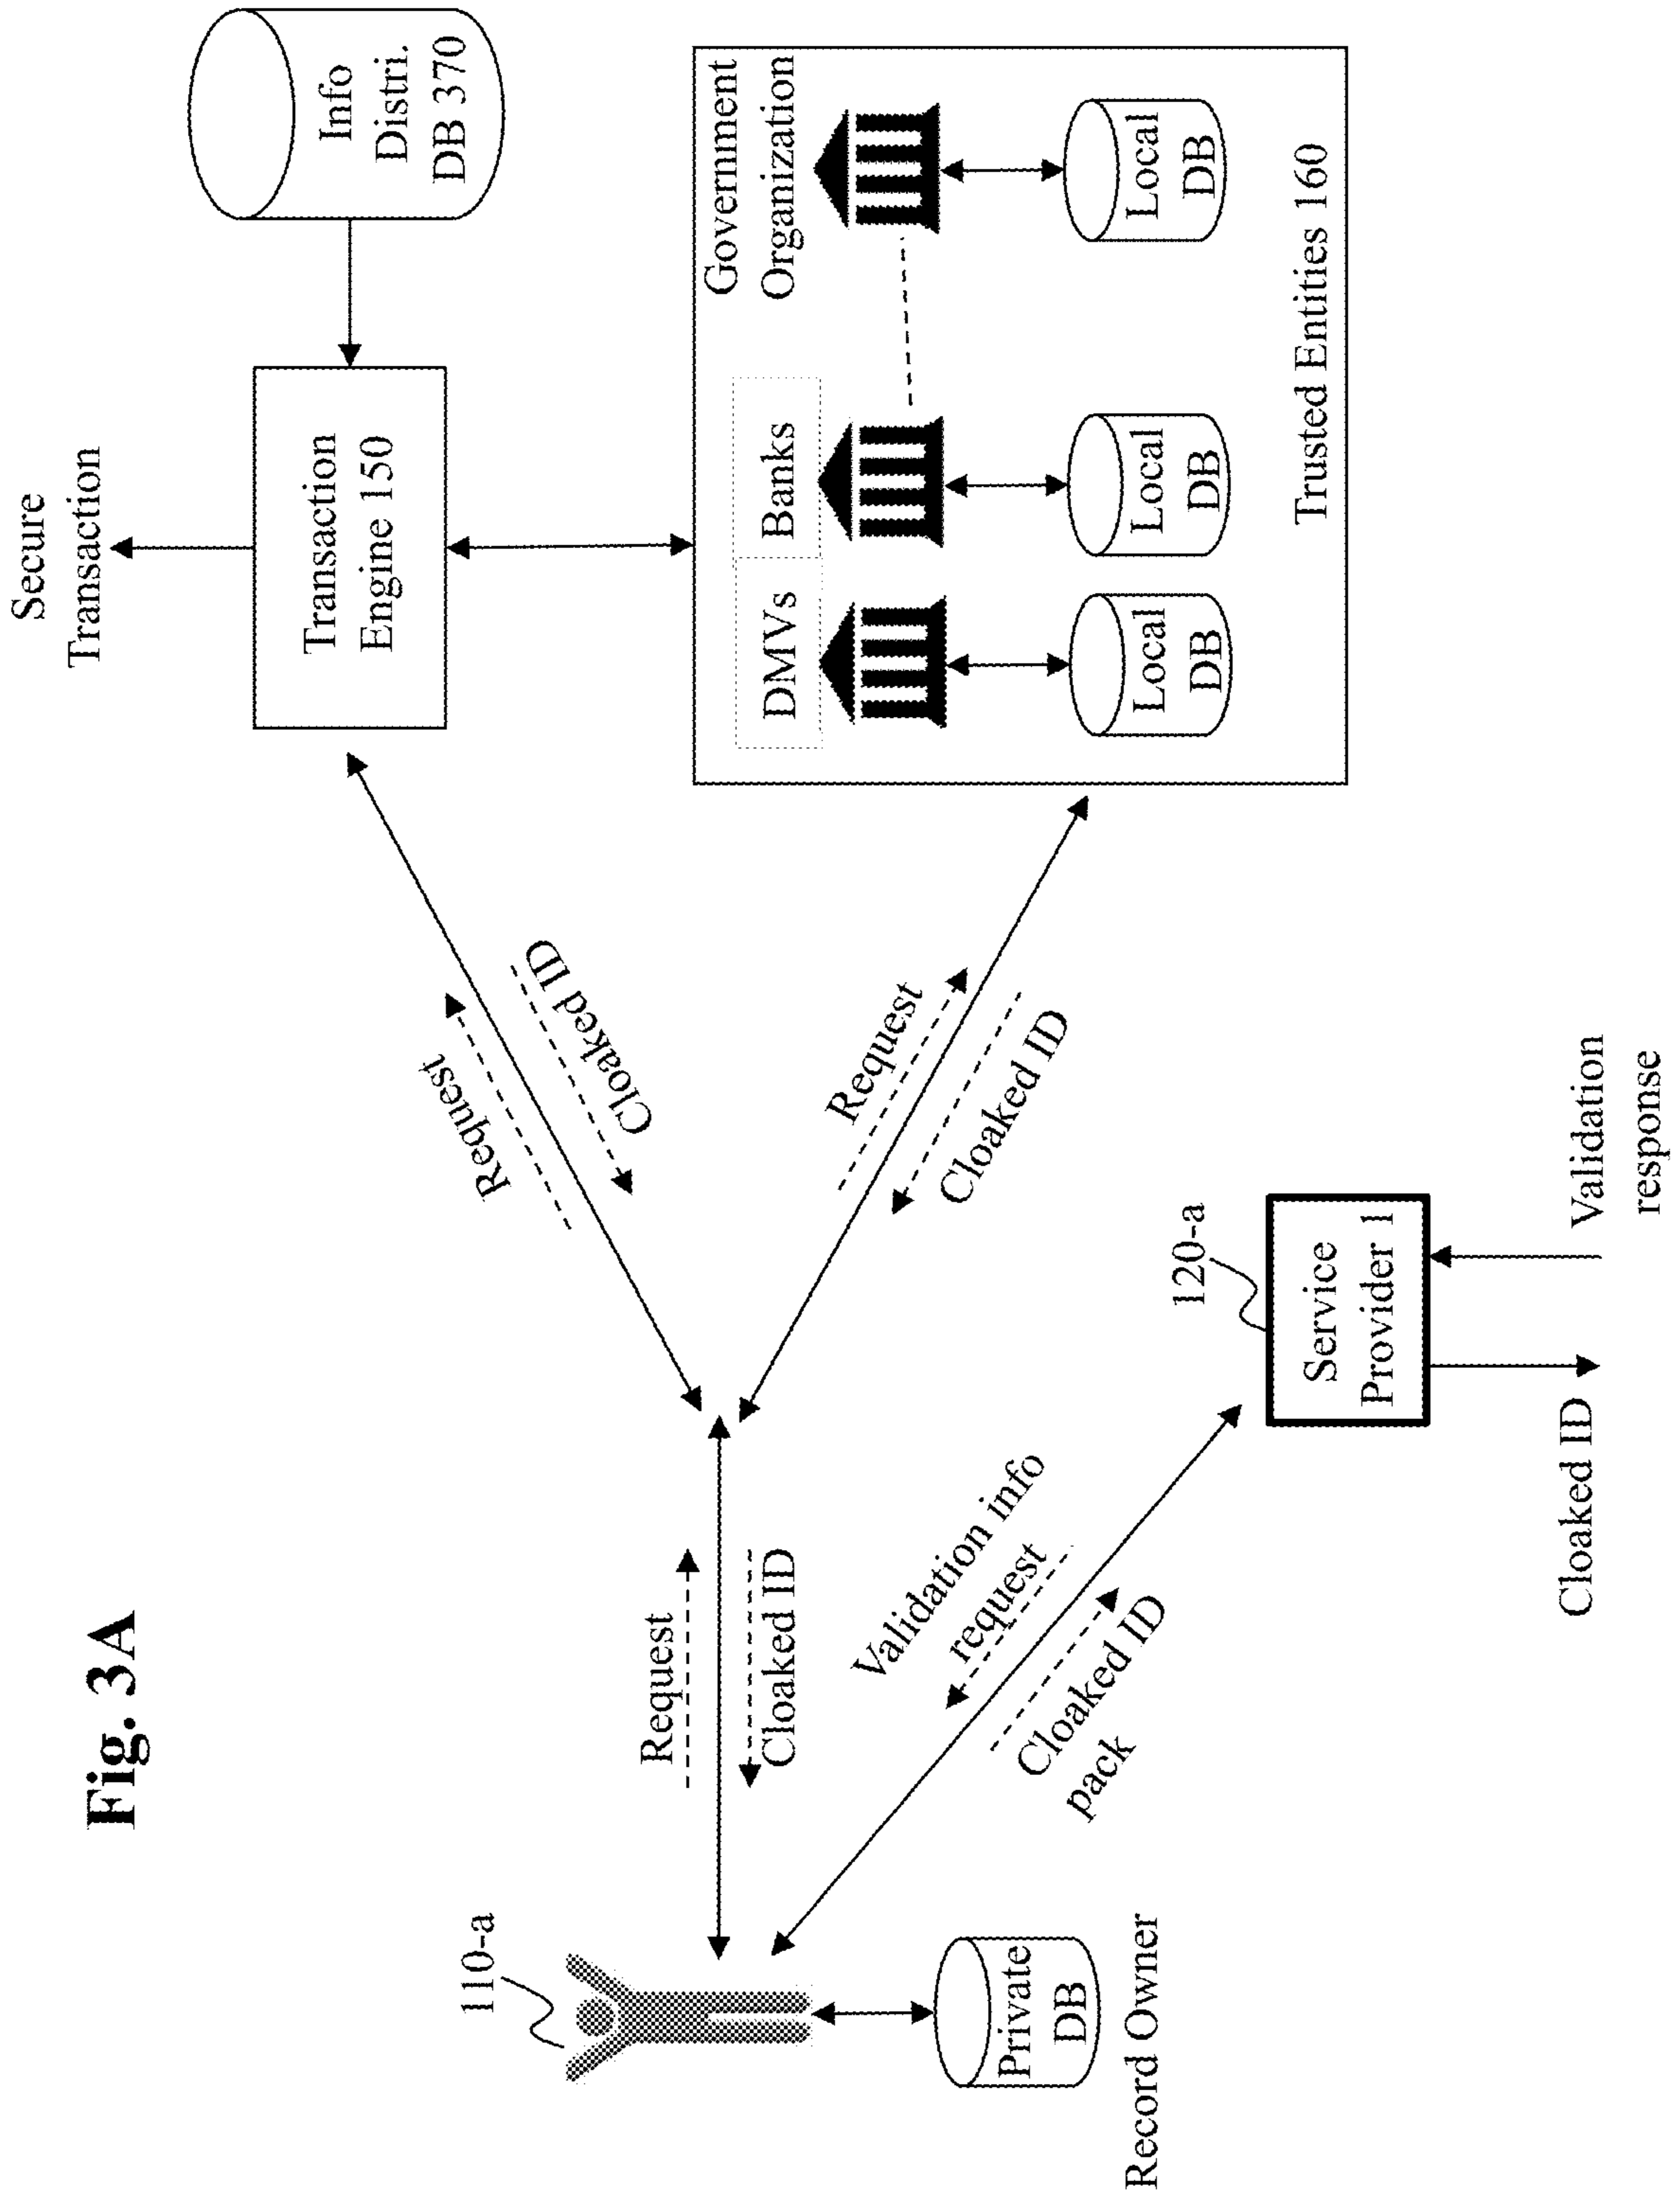 Fig. 3A
Secure
Transaction
Transaction
Engine 150
Info
Distri.
DB 370
110-a
Request
Cloaked ID
Request
Cloaked ID
Request
Cloaked ID
DMVs
Banks
Government
Organization
Local
DB
Local
DB
Local
DB
Trusted Entities 160
Validation info
request
Cloaked ID
pack
Private
DB
Record Owner
120-a
Service
Provider 1
Cloaked ID
Validation
response